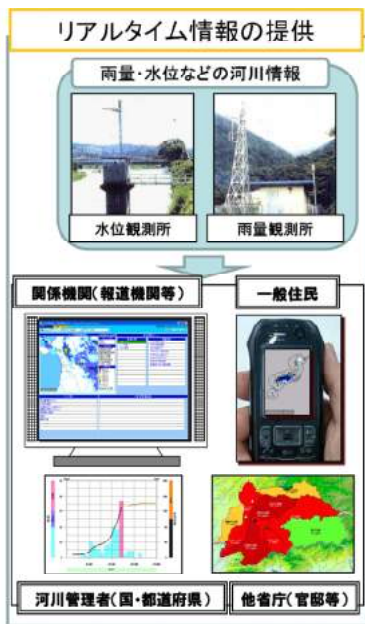 リアルタイム情報の提供
雨量・水位などの河川情報
水位観測所
雨量観測所
関係機関(報道機関等)
一般住民
河川管理者(国・都道府県)
他省庁(官邸等)